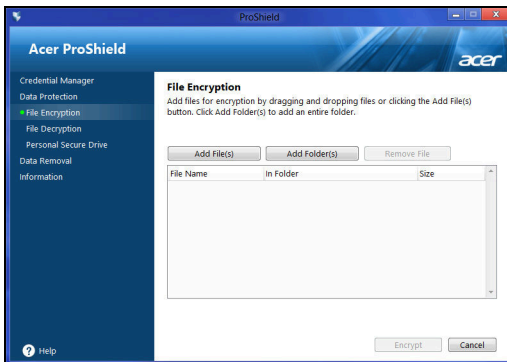 ProShield
Acer ProShield
acer
Credential Manager
Data Protection
File Encryption
File Decryption
Personal Secure Drive
Data Removal
Information
Help
File Encryption
Add files for encryption by dragging and dropping files or clicking the Add File(s)
button. Click Add Folder(s) to add an entire folder.
Add File(s) Add Folder(s) Remove File
File Name In Folder Size
Encrypt Cancel